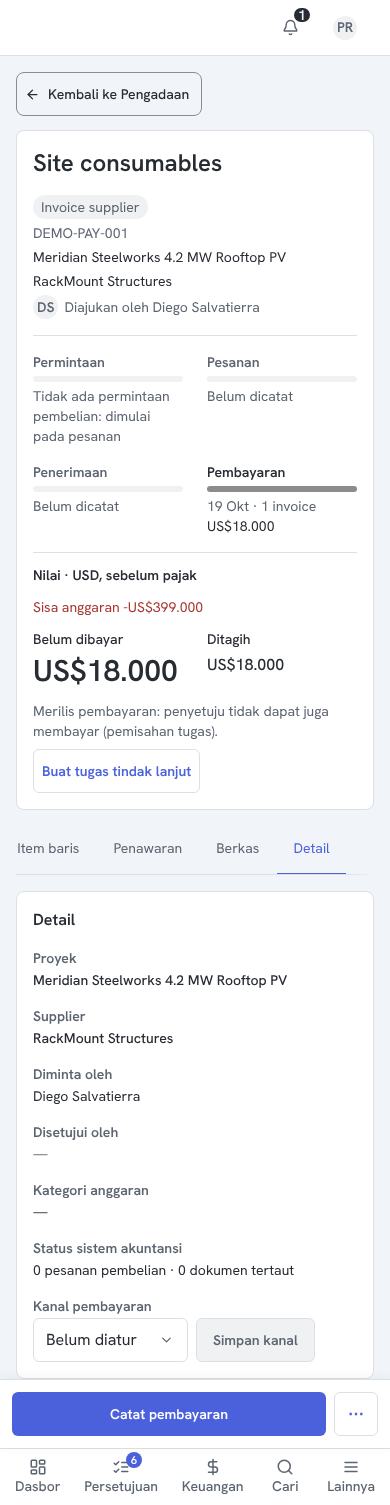 1
PR
Kembali ke Pengadaan
Site consumables
Invoice supplier
DEMO-PAY-001
Meridian Steelworks 4.2 MW Rooftop PV
RackMount Structures
DS Diajukan oleh Diego Salvatierra
Permintaan
Tidak ada permintaan
pembelian: dimulai
pada pesanan
Pesanan
Belum dicatat
Penerimaan
Belum dicatat
Pembayaran
19 Okt · 1 invoice
US$18.000
Nilai · USD, sebelum pajak
Sisa anggaran -US$399.000
Belum dibayar
US$18.000
Ditagih
US$18.000
Merilis pembayaran: penyetuju tidak dapat juga
membayar (pemisahan tugas).
Buat tugas tindak lanjut
Item baris Penawaran Berkas Detail
Detail
Proyek
Meridian Steelworks 4.2 MW Rooftop PV
Supplier
RackMount Structures
Diminta oleh
Diego Salvatierra
Disetujui oleh
—
Kategori anggaran
—
Status sistem akuntansi
0 pesanan pembelian · 0 dokumen tertaut
Kanal pembayaran
Belum diatur
Simpan kanal
Catat pembayaran
6
Dasbor Persetujuan Keuangan Cari Lainnya